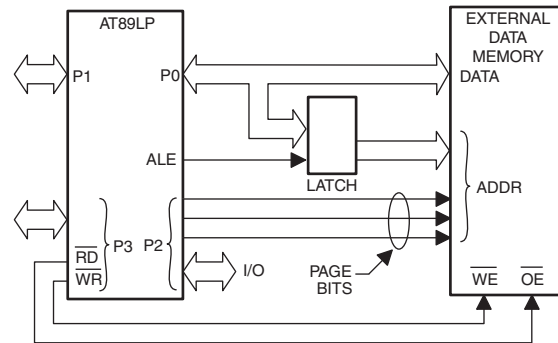 AT89LP
EXTERNAL
DATA
MEMORY
P1
P0
DATA
ALE
LATCH
ADDR
P3
P2
RD
WR
I/O
PAGE
BITS
WE
OE